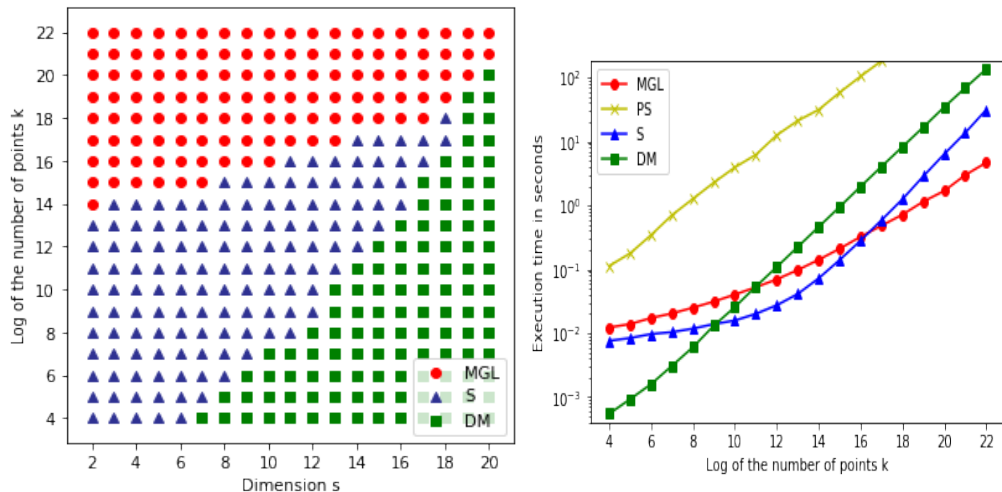 Log of the number of points k
22
20
18
16
14
12
10
8
6
4
2 4 6 8 10 12 14 16 18 20
Dimension s
MGL
S
DM
Execution time in seconds
10²
10¹
10⁰
10⁻¹
10⁻²
10⁻³
4 6 8 10 12 14 16 18 20 22
Log of the number of points k
MGL
PS
S
DM